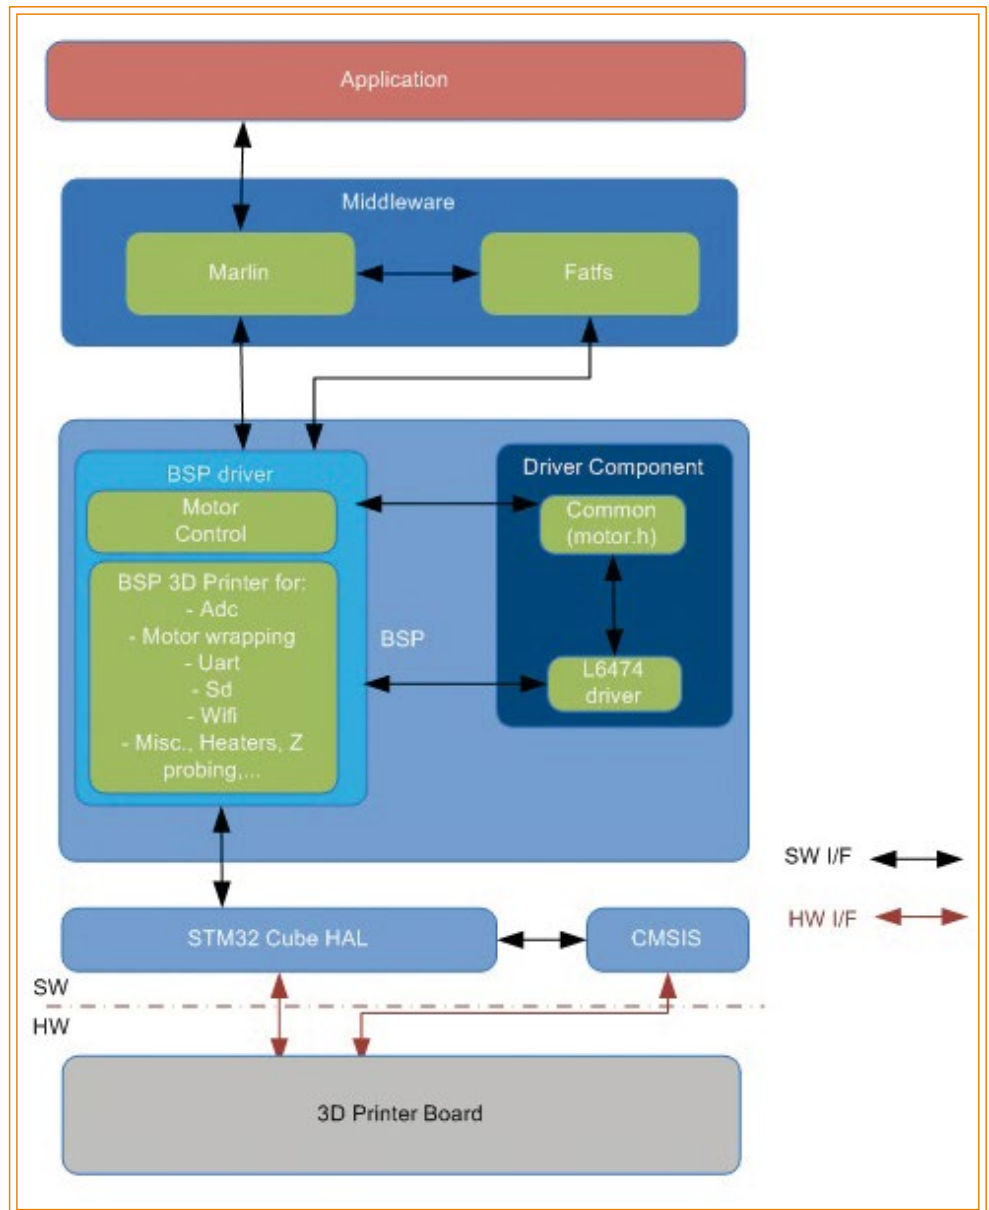 Application
Middleware
Marlin
Fatfs
BSP driver
Motor
Control
BSP 3D Printer for:
- Adc
- Motor wrapping
- Uart
- Sd
- Wifi
- Misc., Heaters, Z
probing,...
BSP
Driver Component
Common
(motor.h)
L6474
driver
SW I/F
HW I/F
STM32 Cube HAL
CMSIS
SW
HW
3D Printer Board